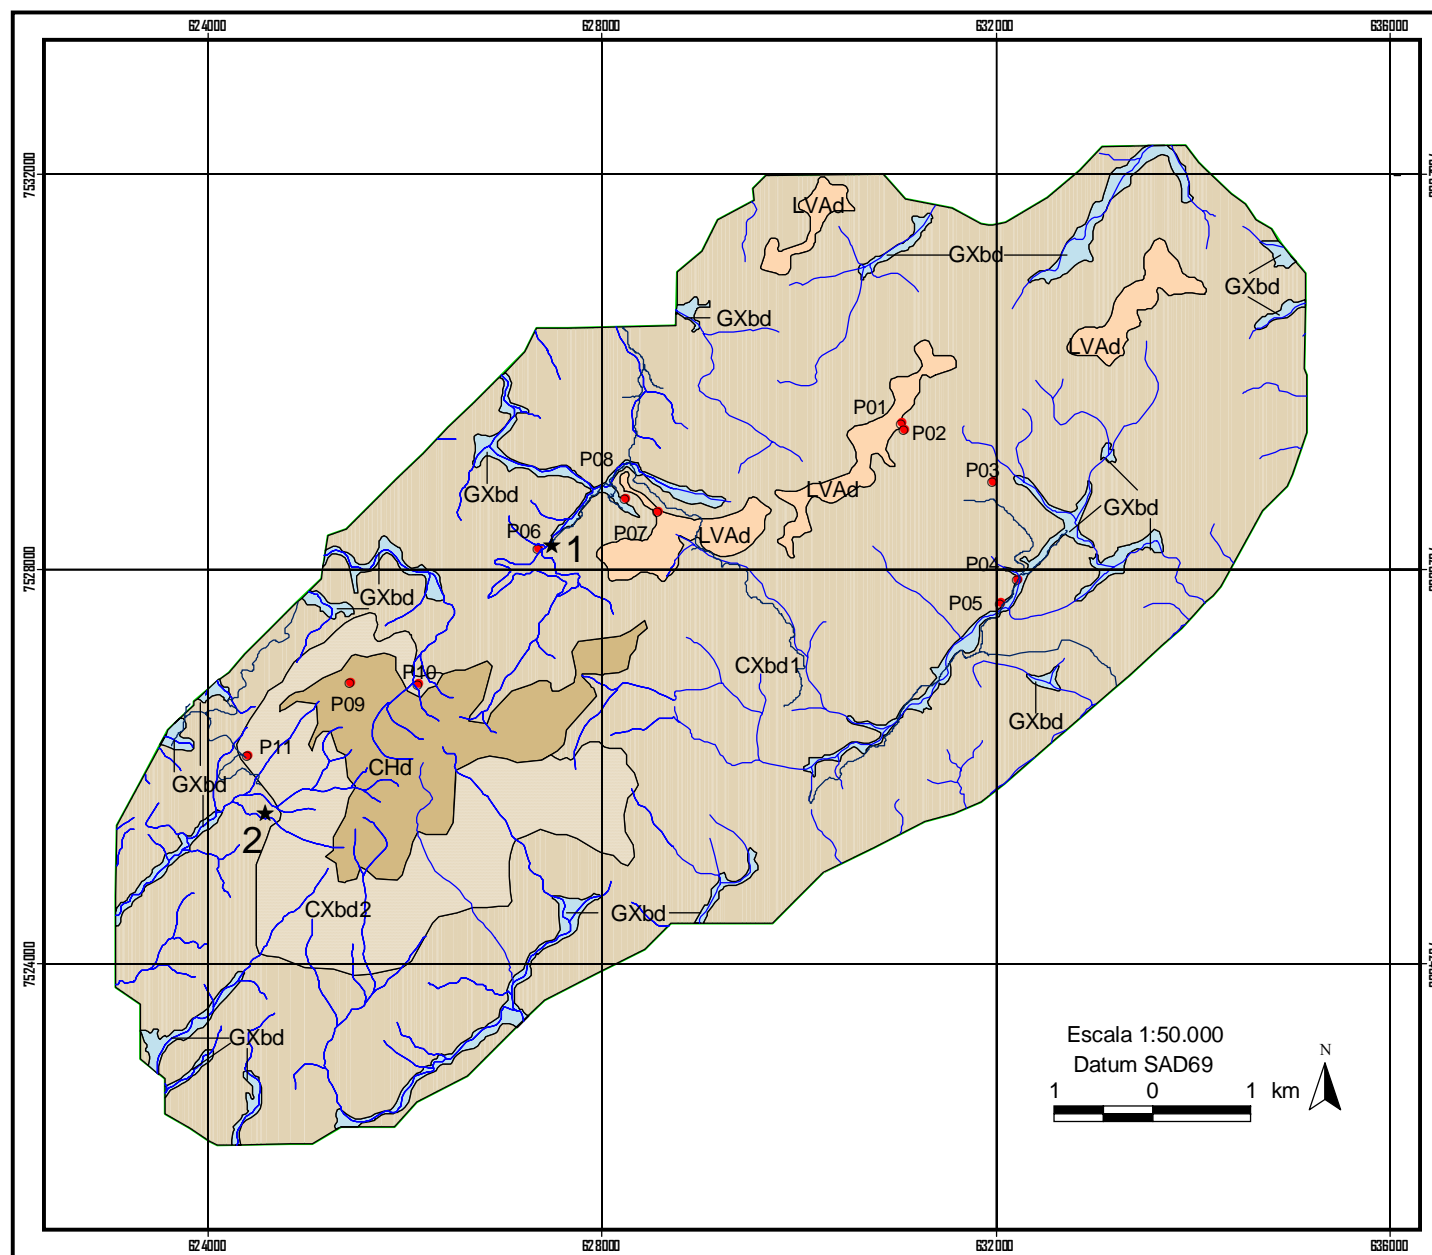 624000 628000 632000 636000
7532000
LVAd
GXbd
GXbd
GXbd
LVAd
P01
P02
P08
P03
GXbd
LVAd
GXbd
P06
1
P07
LVAd
7528000
P04
GXbd
P05
CXbd1
P10
P09
GXbd
P11
CHd
GXbd
2
CXbd2
GXbd
7524000
GXbd
Escala 1:50.000
Datum SAD69
N
1 0 1 km
624000 628000 632000 636000